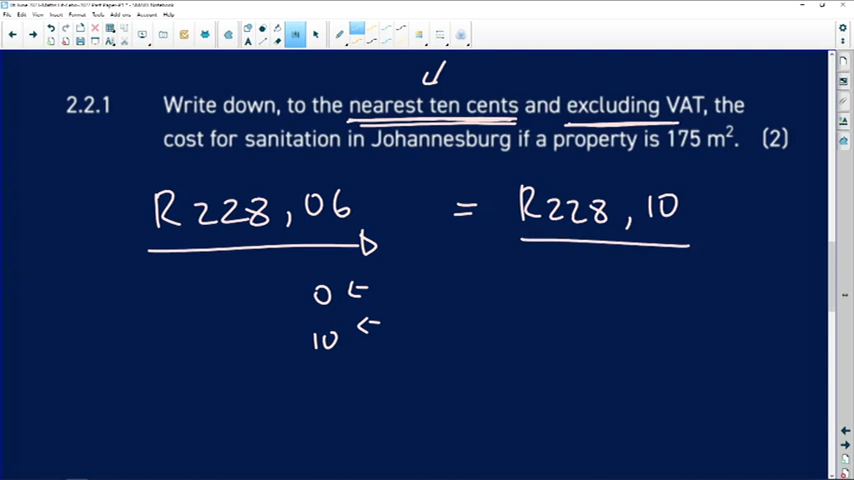 File Edit View Insert Format Tools Add-ons Account Help
2.2.1 Write down, to the nearest ten cents and excluding VAT, the
cost for sanitation in Johannesburg if a property is 175 m². (2)
R228,06 = R228,10
0
10